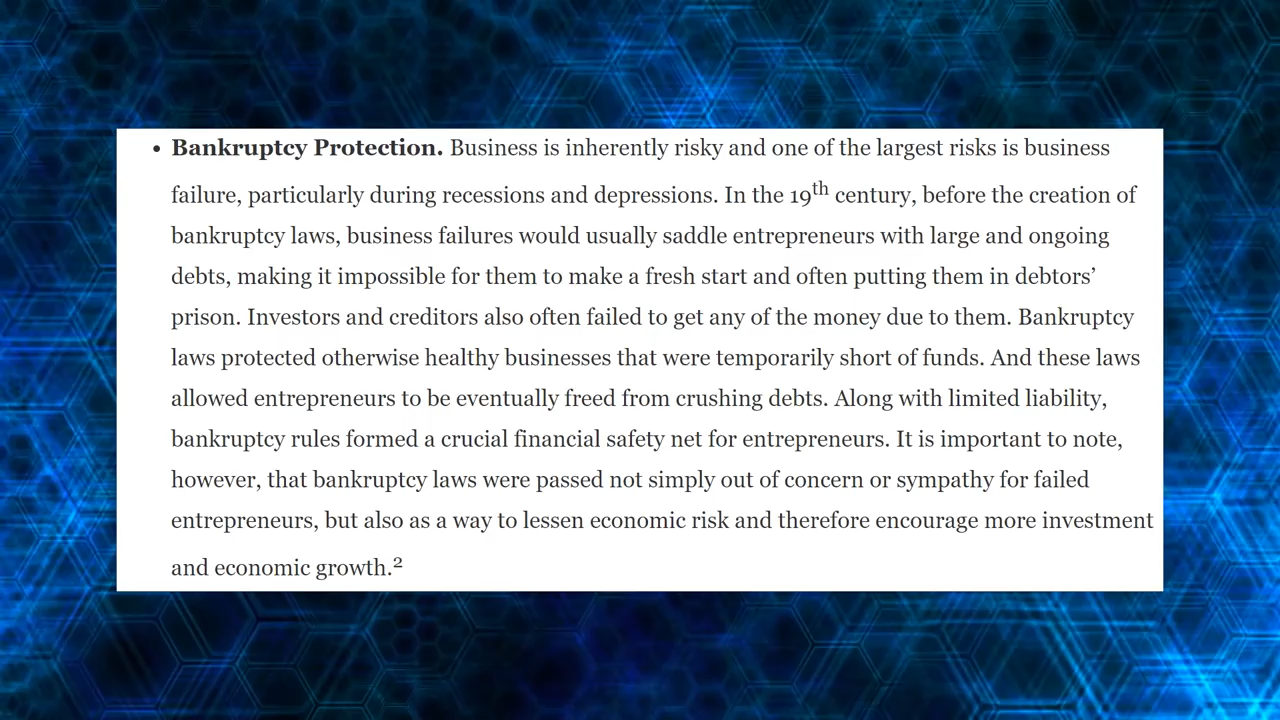 • Bankruptcy Protection. Business is inherently risky and one of the largest risks is business
failure, particularly during recessions and depressions. In the 19th century, before the creation of
bankruptcy laws, business failures would usually saddle entrepreneurs with large and ongoing
debts, making it impossible for them to make a fresh start and often putting them in debtors’
prison. Investors and creditors also often failed to get any of the money due to them. Bankruptcy
laws protected otherwise healthy businesses that were temporarily short of funds. And these laws
allowed entrepreneurs to be eventually freed from crushing debts. Along with limited liability,
bankruptcy rules formed a crucial financial safety net for entrepreneurs. It is important to note,
however, that bankruptcy laws were passed not simply out of concern or sympathy for failed
entrepreneurs, but also as a way to lessen economic risk and therefore encourage more investment
and economic growth.2